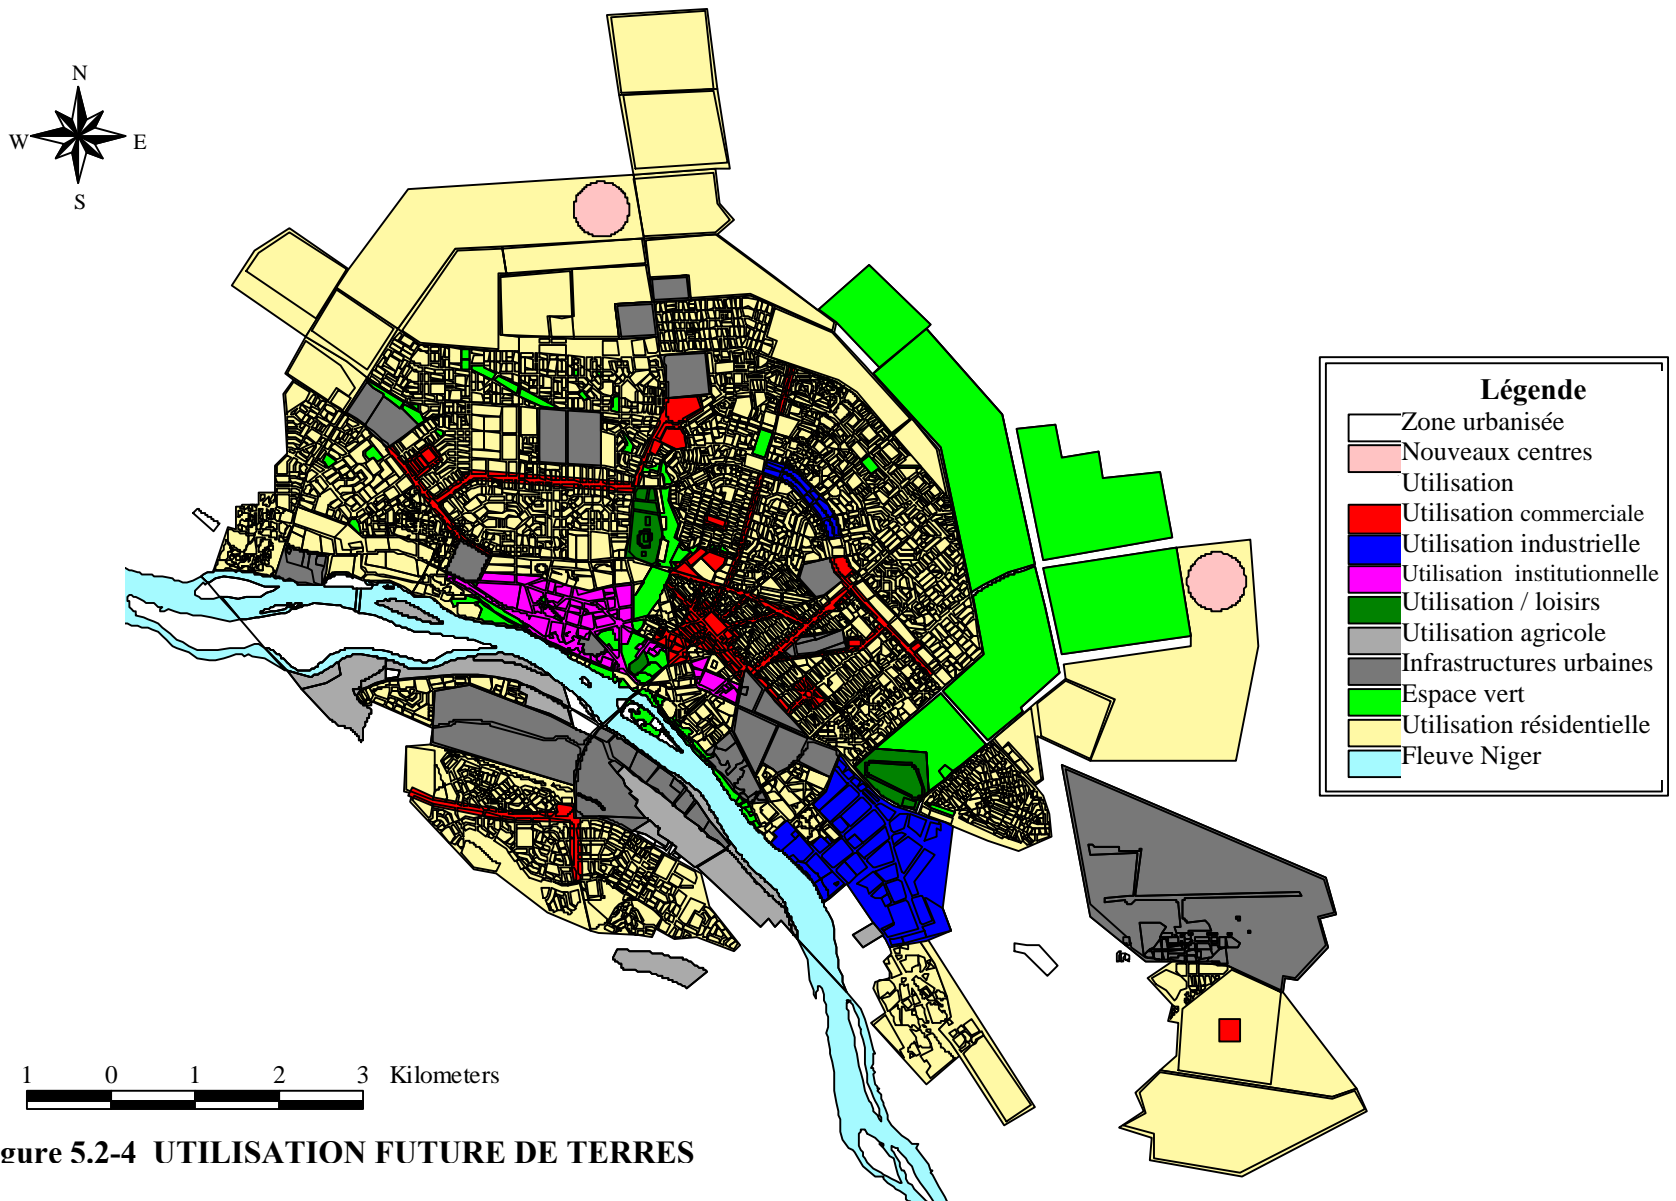 N
W E
S
Légende
Zone urbanisée
Nouveaux centres
Utilisation
Utilisation commerciale
Utilisation industrielle
Utilisation institutionnelle
Utilisation / loisirs
Utilisation agricole
Infrastructures urbaines
Espace vert
Utilisation résidentielle
Fleuve Niger
1 0 1 2 3 Kilometers
gure 5.2-4 UTILISATION FUTURE DE TERRES